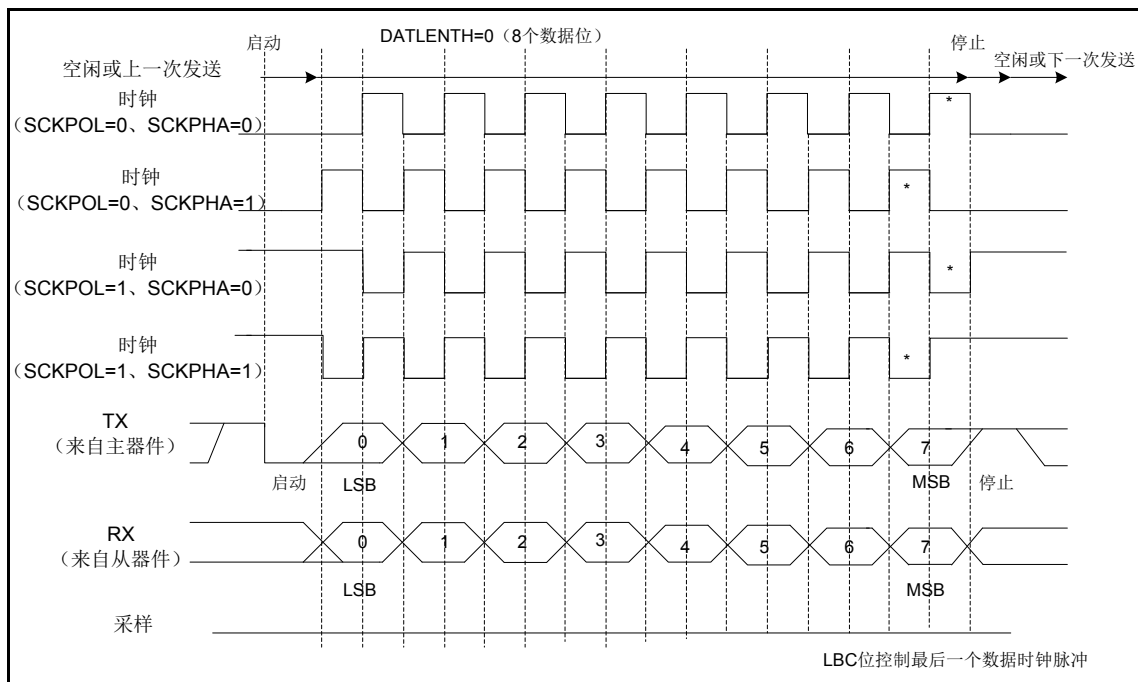 启动
DATLENTH=0（8个数据位）
停止
空闲或上一次发送
空闲或下一次发送
时钟
（SCKPOL=0、SCKPHA=0）
*
时钟
（SCKPOL=0、SCKPHA=1）
*
时钟
（SCKPOL=1、SCKPHA=0）
*
时钟
（SCKPOL=1、SCKPHA=1）
*
TX
（来自主器件）
0 1 2 3 4 5 6 7
启动
LSB
MSB
停止
RX
（来自从器件）
0 1 2 3 4 5 6 7
LSB
MSB
采样
LBC位控制最后一个数据时钟脉冲